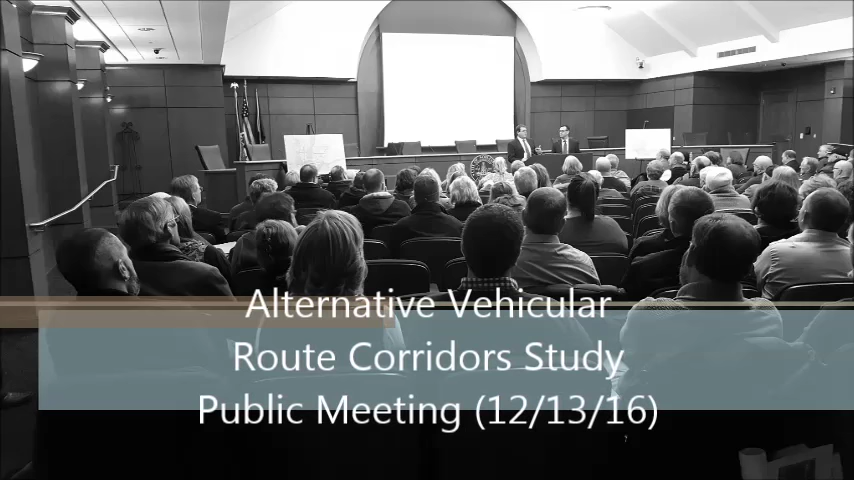 Alternative Vehicular
Route Corridors Study
Public Meeting (12/13/16)